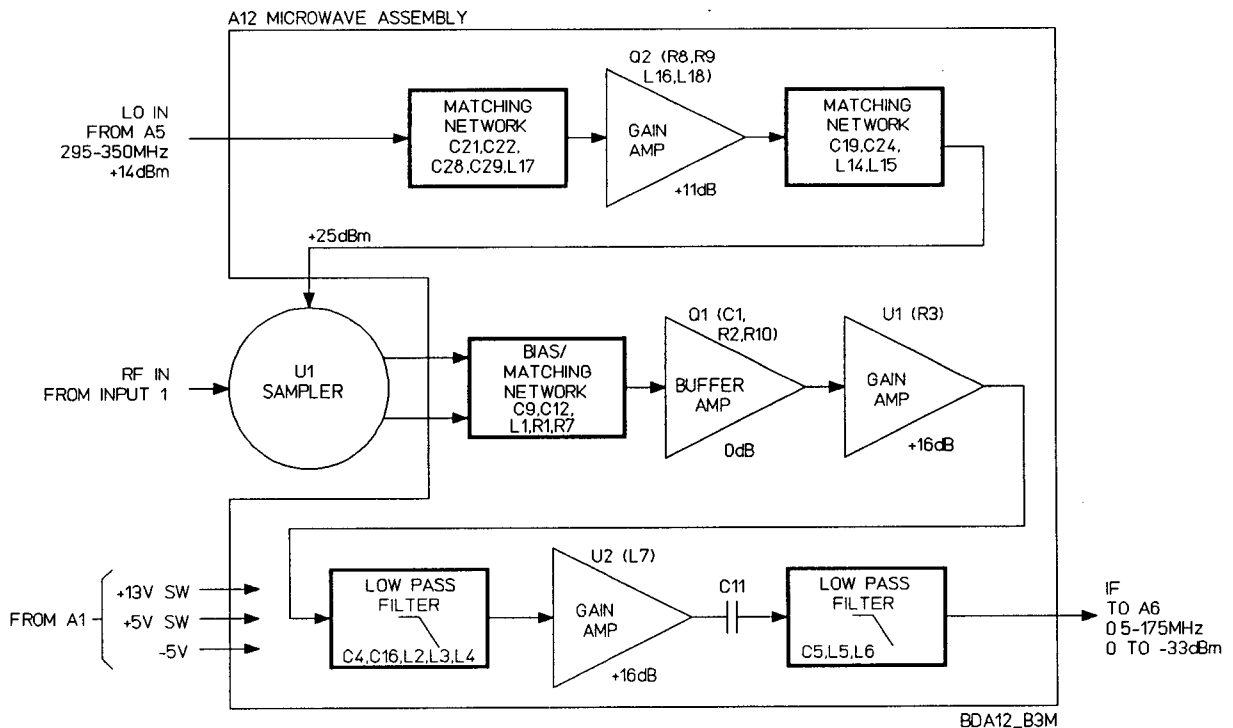 A12 MICROWAVE ASSEMBLY
LO IN
FROM A5
295-350MHz
+14dBm
MATCHING
NETWORK
C21,C22,
C28,C29,L17
Q2 (R8,R9
L16,L18)
GAIN
AMP
+11dB
MATCHING
NETWORK
C19,C24,
L14,L15
+25dBm
RF IN
FROM INPUT 1
U1
SAMPLER
BIAS/
MATCHING
NETWORK
C9,C12,
L1,R1,R7
Q1 (C1,
R2,R10)
BUFFER
AMP
0dB
U1 (R3)
GAIN
AMP
+16dB
FROM A1
+13V SW
+5V SW
-5V
LOW PASS
FILTER
C4,C16,L2,L3,L4
U2 (L7)
GAIN
AMP
+16dB
C11
LOW PASS
FILTER
C5,L5,L6
IF
TO A6
0.5-175MHz
0 TO -33dBm
BDA12_B3M